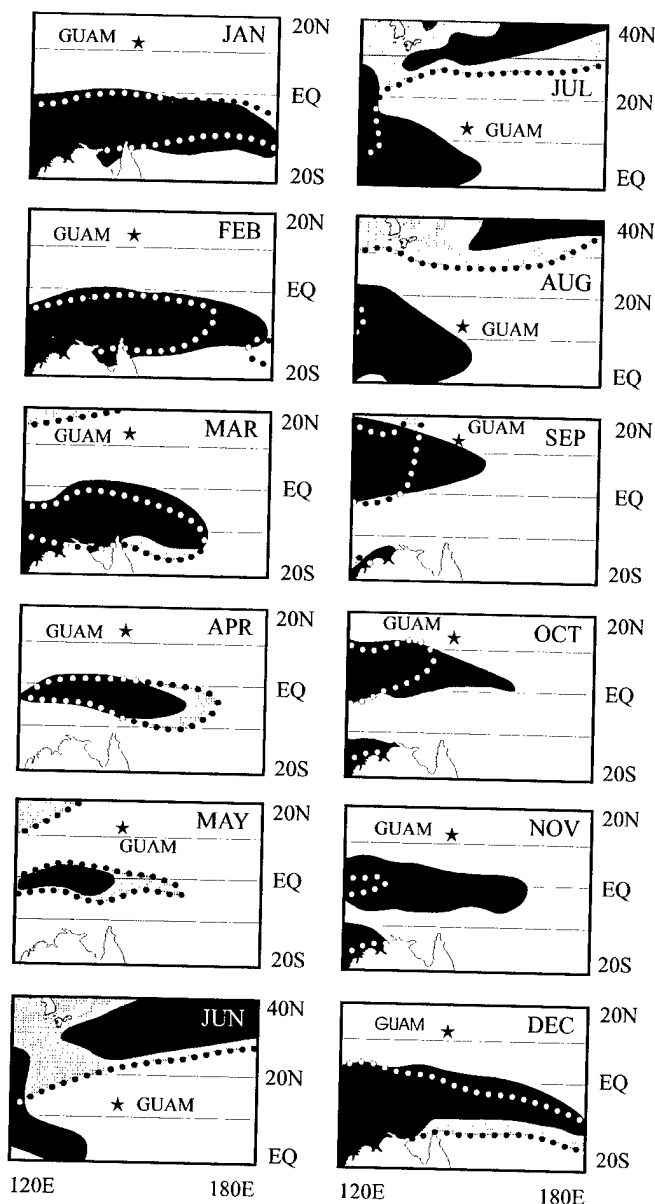 GUAM
JAN
20N
EQ
20S
GUAM
FEB
20N
EQ
20S
GUAM
MAR
20N
EQ
20S
GUAM
APR
20N
EQ
20S
GUAM
MAY
20N
EQ
20S
GUAM
JUN
40N
20N
EQ
120E
180E
GUAM
JUL
40N
20N
EQ
GUAM
AUG
40N
20N
EQ
GUAM
SEP
20N
EQ
20S
GUAM
OCT
20N
EQ
20S
GUAM
NOV
20N
EQ
20S
GUAM
DEC
20N
EQ
20S
120E
180E